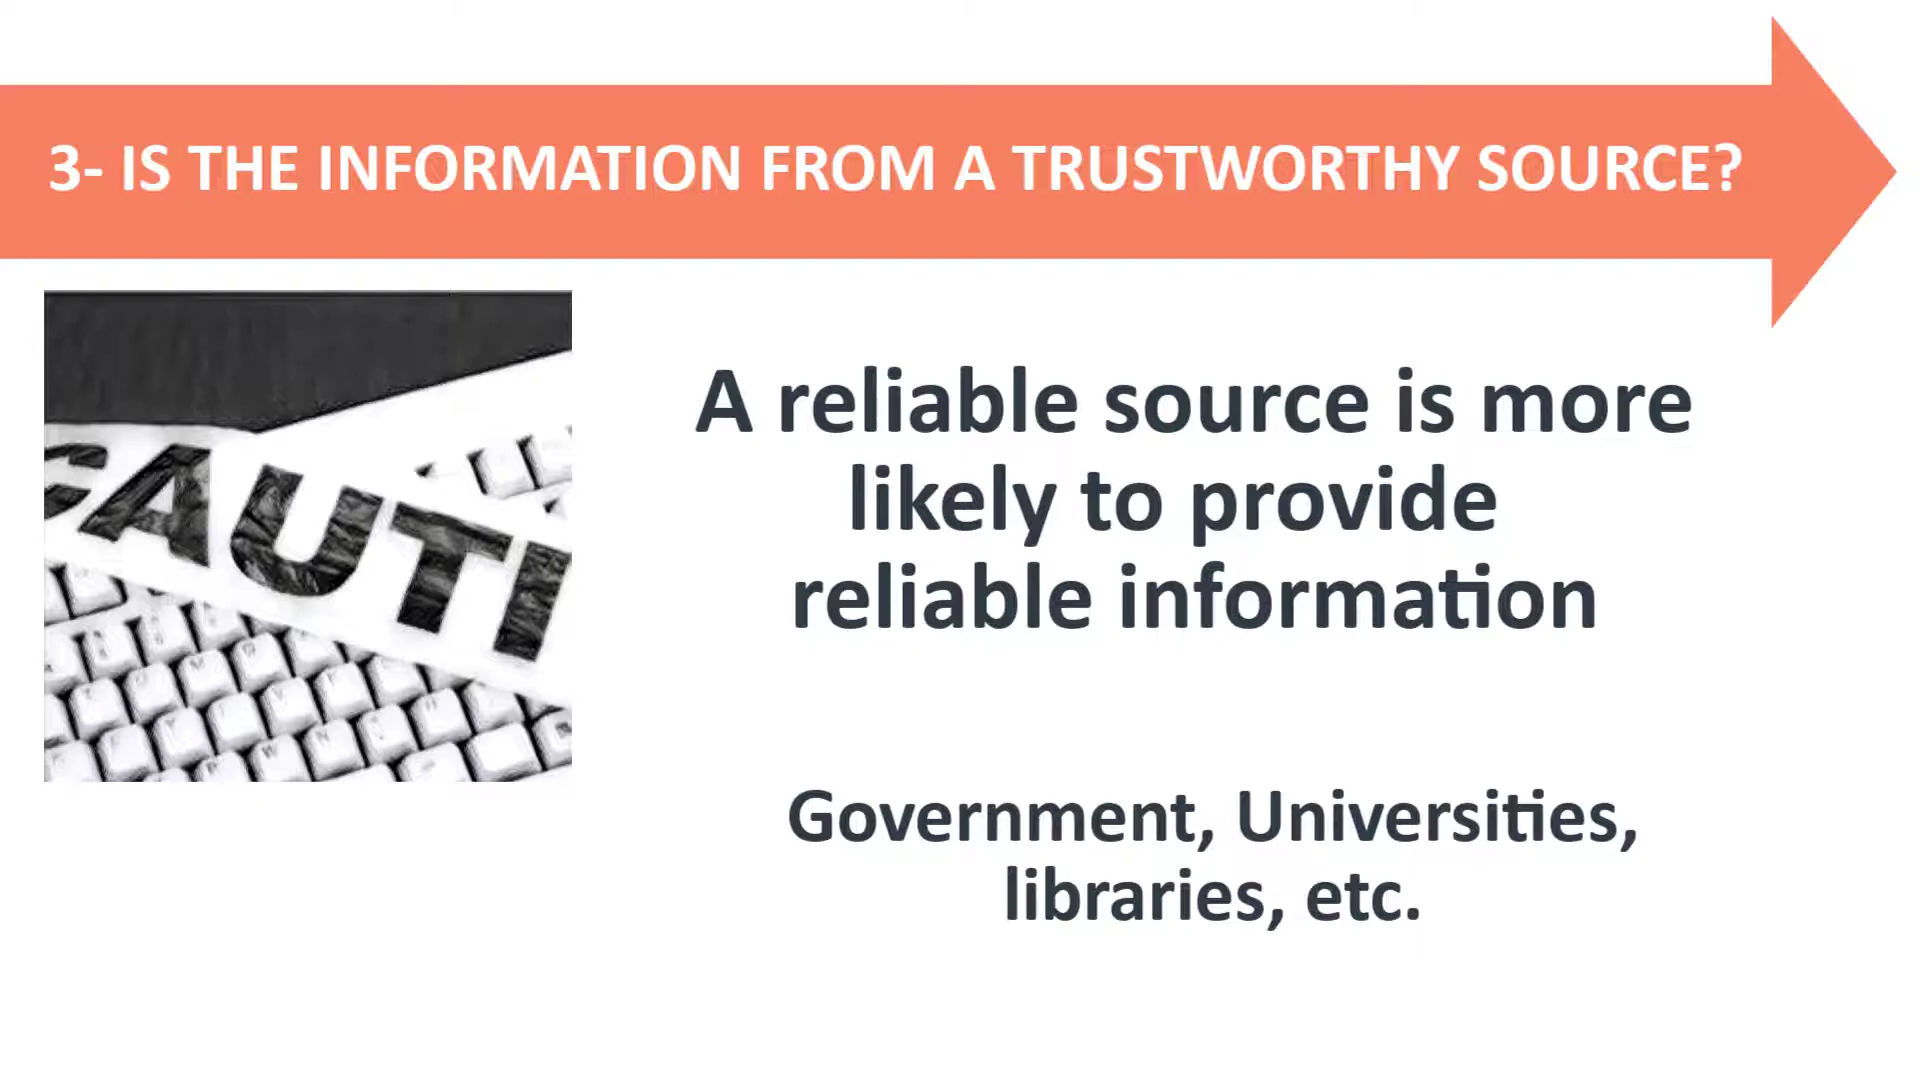 3- IS THE INFORMATION FROM A TRUSTWORTHY SOURCE?
CAUTI
A reliable source is more
likely to provide
reliable information
Government, Universities,
libraries, etc.